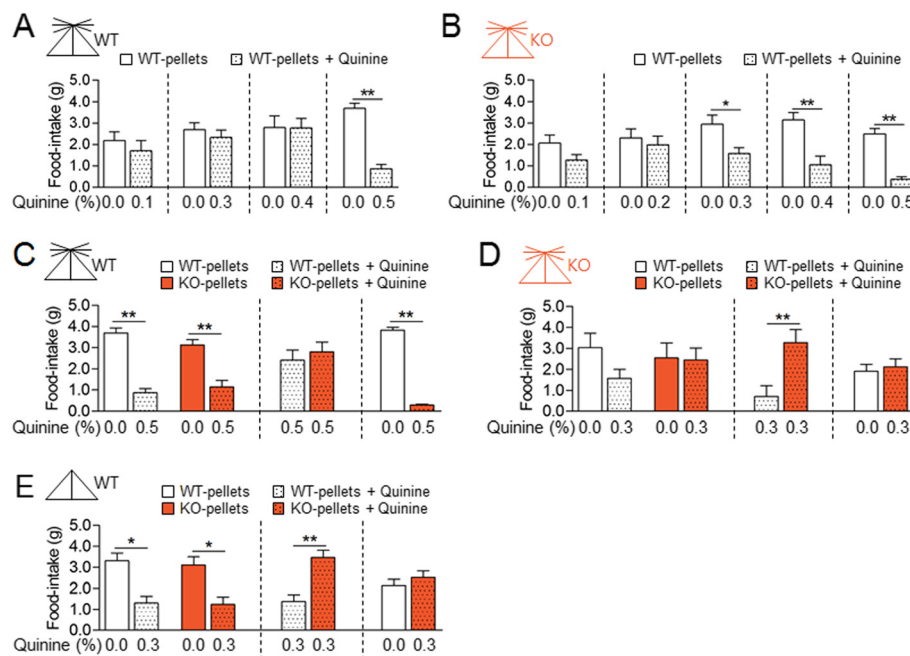 A
WT
WT-pellets WT-pellets + Quinine
Food-intake (g)
5.0
4.0
3.0
2.0
1.0
0.0
** 
Quinine (%) 0.0 0.1 0.0 0.3 0.0 0.4 0.0 0.5
B
KO
WT-pellets WT-pellets + Quinine
Food-intake (g)
5.0
4.0
3.0
2.0
1.0
0.0
* ** **
Quinine (%) 0.0 0.1 0.0 0.2 0.0 0.3 0.0 0.4 0.0 0.5
C
WT
WT-pellets WT-pellets + Quinine
KO-pellets KO-pellets + Quinine
Food-intake (g)
5.0
4.0
3.0
2.0
1.0
0.0
** ** **
Quinine (%) 0.0 0.5 0.0 0.5 0.5 0.5 0.0 0.5
D
KO
WT-pellets WT-pellets + Quinine
KO-pellets KO-pellets + Quinine
Food-intake (g)
5.0
4.0
3.0
2.0
1.0
0.0
**
Quinine (%) 0.0 0.3 0.0 0.3 0.3 0.3 0.0 0.3
E
WT
WT-pellets WT-pellets + Quinine
KO-pellets KO-pellets + Quinine
Food-intake (g)
5.0
4.0
3.0
2.0
1.0
0.0
* * **
Quinine (%) 0.0 0.3 0.0 0.3 0.3 0.3 0.0 0.3